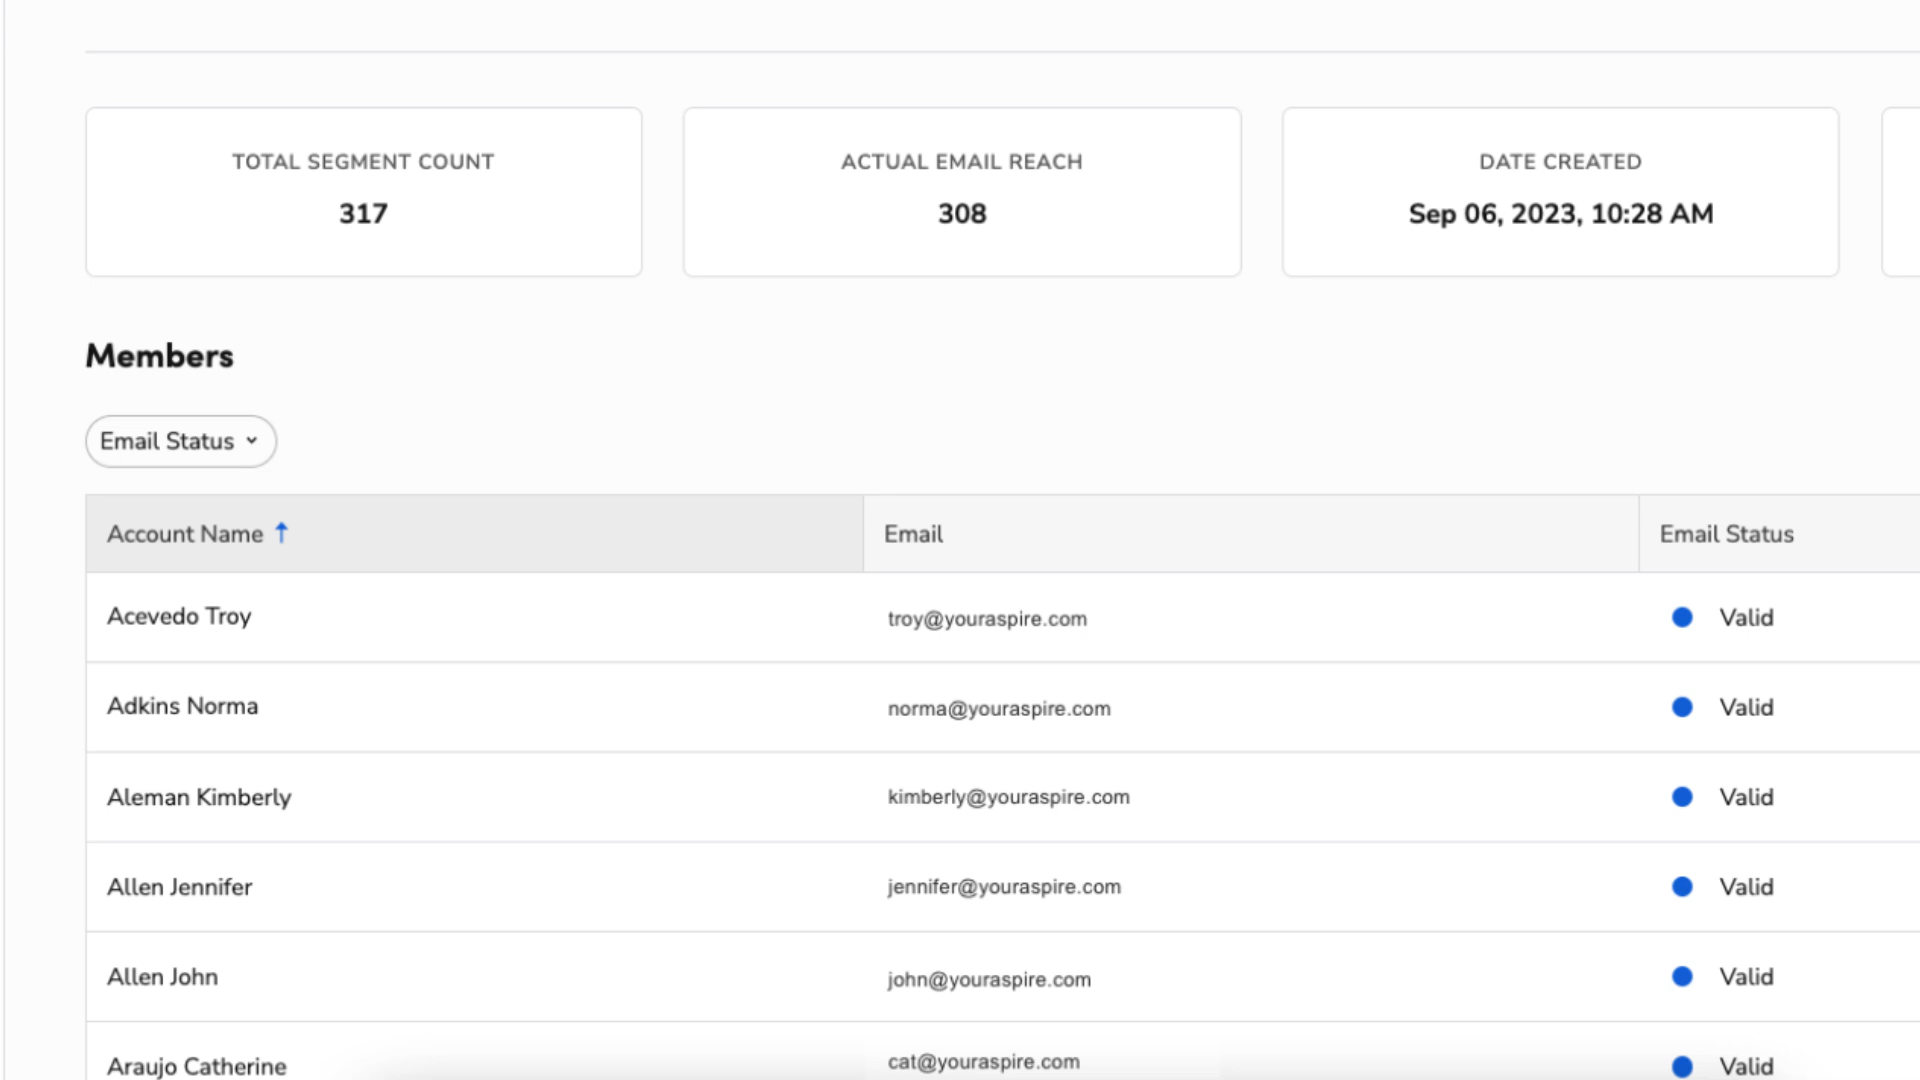 TOTAL SEGMENT COUNT
317
ACTUAL EMAIL REACH
308
DATE CREATED
Sep 06, 2023, 10:28 AM
Members
Email Status
Account Name Email Email Status
Acevedo Troy troy@youraspire.com Valid
Adkins Norma norma@youraspire.com Valid
Aleman Kimberly kimberly@youraspire.com Valid
Allen Jennifer jennifer@youraspire.com Valid
Allen John john@youraspire.com Valid
Araujo Catherine cat@youraspire.com Valid